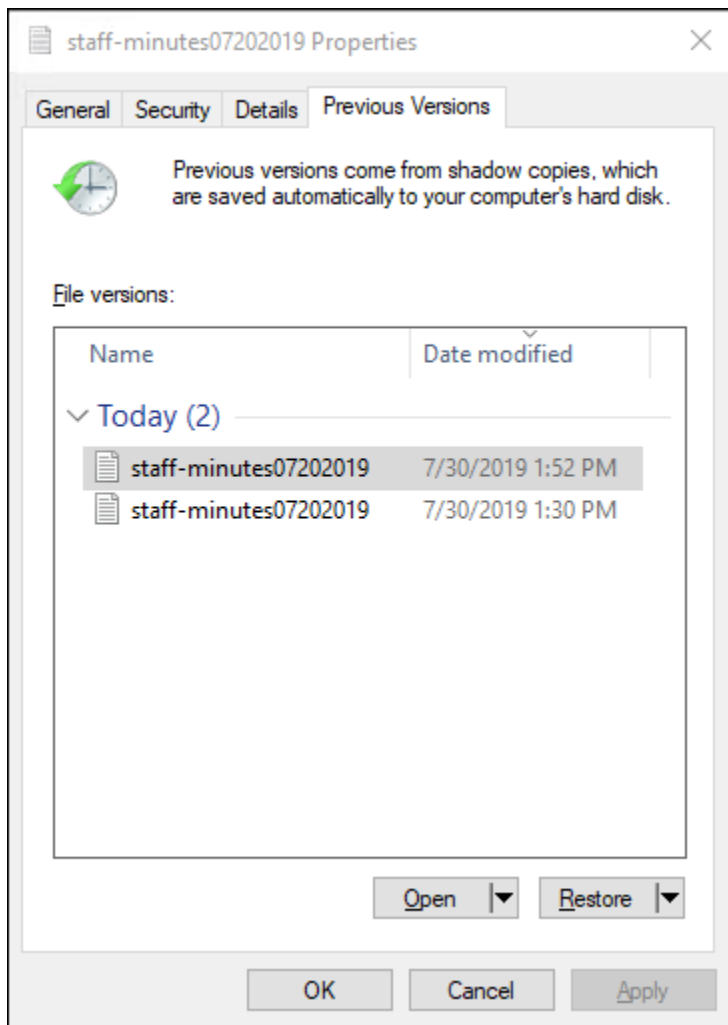 staff-minutes07202019 Properties
General Security Details Previous Versions
Previous versions come from shadow copies, which
are saved automatically to your computer's hard disk.
File versions:
Name Date modified
Today (2)
staff-minutes07202019 7/30/2019 1:52 PM
staff-minutes07202019 7/30/2019 1:30 PM
Open Restore
OK Cancel Apply